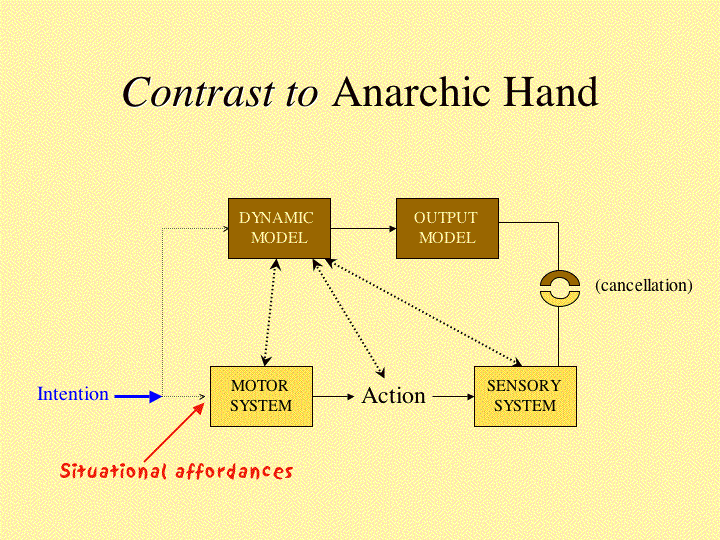 Contrast to Anarchic Hand
DYNAMIC
MODEL
OUTPUT
MODEL
(cancellation)
Intention
MOTOR
SYSTEM
Action
SENSORY
SYSTEM
Situational affordances